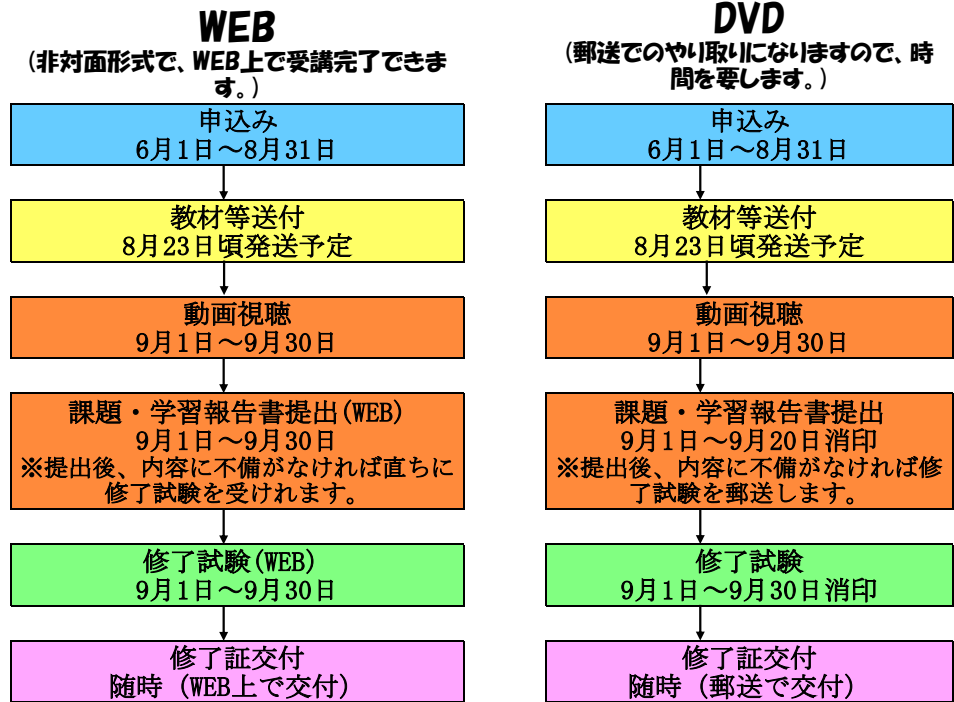 WEB
(非対面形式で、WEB上で受講完了できま
す。)
申込み
6月1日～8月31日
教材等送付
8月23日頃発送予定
動画視聴
9月1日～9月30日
課題・学習報告書提出(WEB)
9月1日～9月30日
※提出後、内容に不備がなければ直ちに
修了試験を受けれます。
修了試験(WEB)
9月1日～9月30日
修了証交付
随時（WEB上で交付）
DVD
(郵送でのやり取りになりますので、時
間を要します。)
申込み
6月1日～8月31日
教材等送付
8月23日頃発送予定
動画視聴
9月1日～9月30日
課題・学習報告書提出
9月1日～9月20日消印
※提出後、内容に不備がなければ修
了試験を郵送します。
修了試験
9月1日～9月30日消印
修了証交付
随時（郵送で交付）